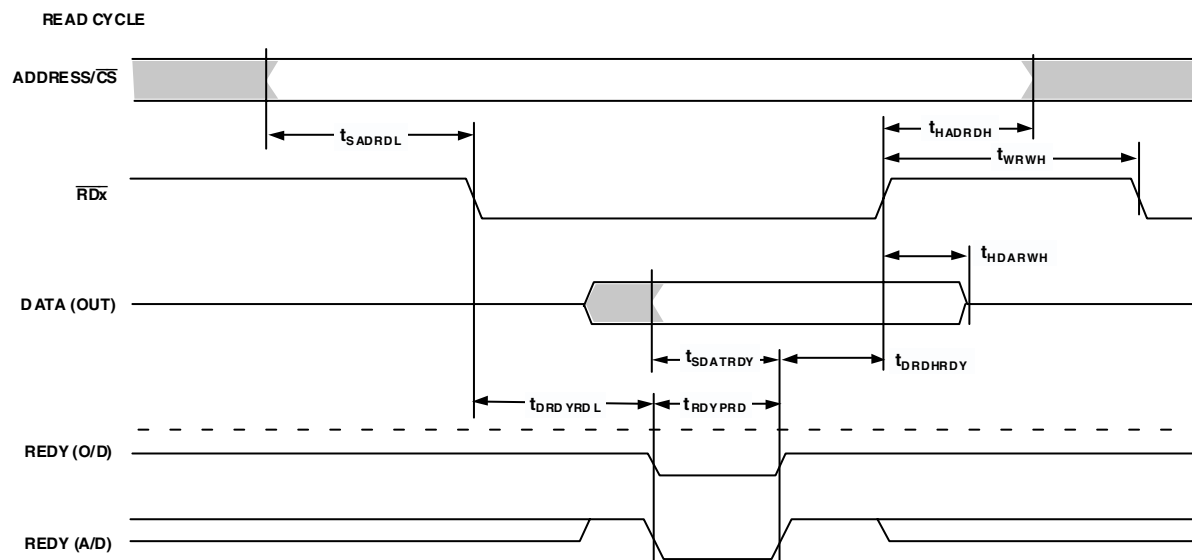 READ CYCLE
ADDRESS/CS
tSADRDL
tHADRDH
tWRWH
RDx
tHDARWH
DATA (OUT)
tSDATRDY
tDRDHRDY
tDRDYRDL
tRDYPRD
REDY (O/D)
REDY (A/D)